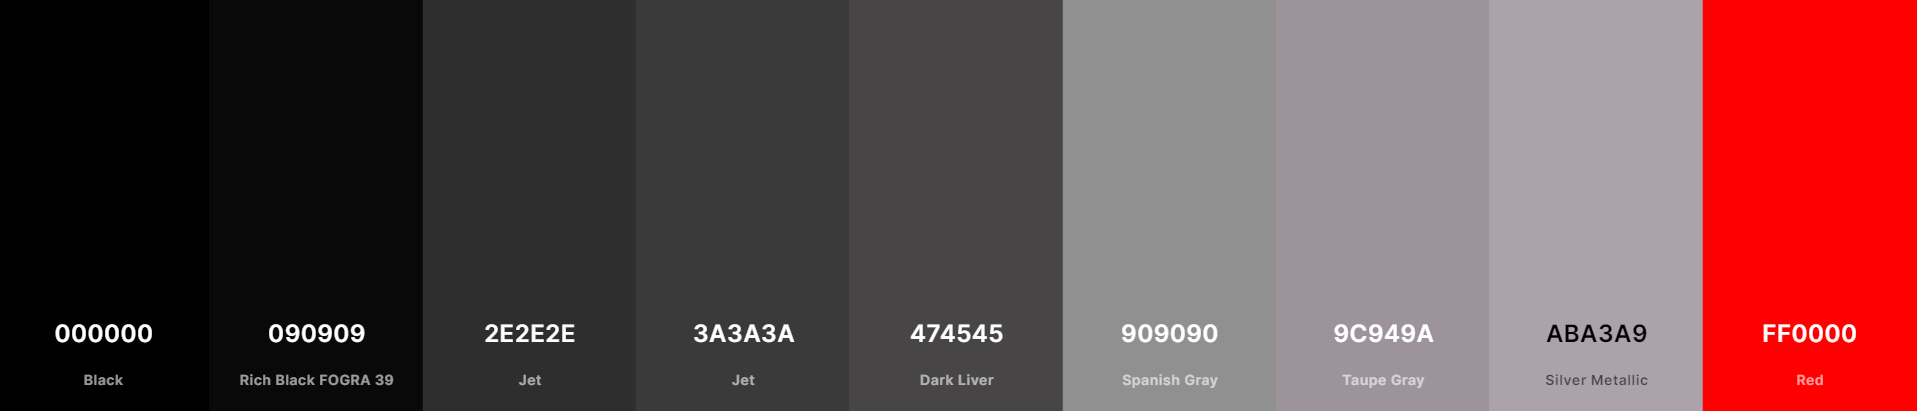 000000 090909 2E2E2E 3A3A3A 474545 909090 9C949A ABA3A9 FF0000
Black Rich Black FOGRA 39 Jet Jet Dark Liver Spanish Gray Taupe Gray Silver Metallic Red